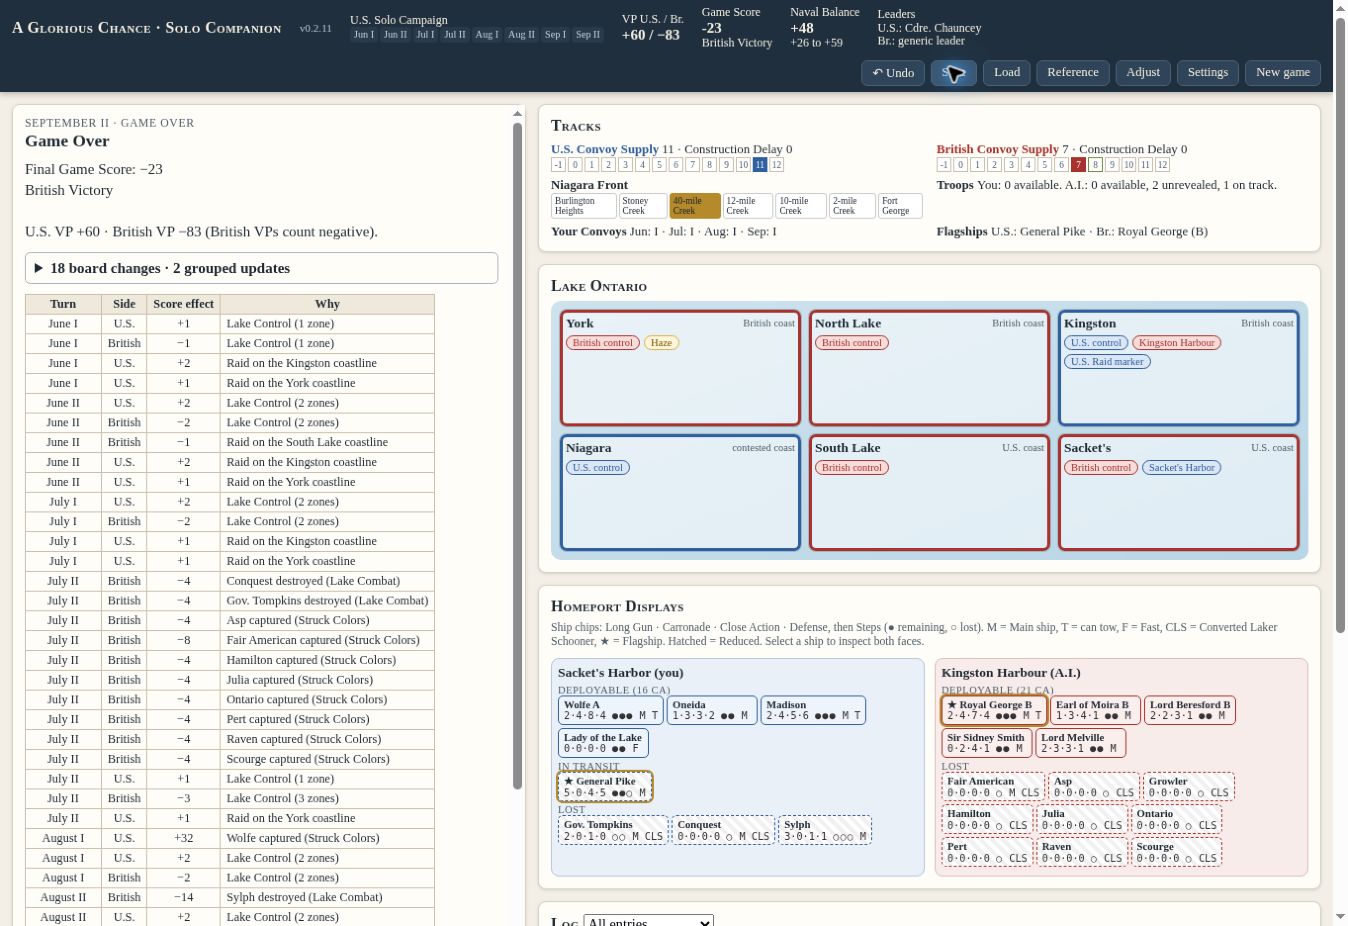 A Glorious Chance · Solo Companion v0.2.11
U.S. Solo Campaign
Jun I Jun II Jul I Jul II Aug I Aug II Sep I Sep II
VP U.S. / Br.
+60 / −83
Game Score
-23
British Victory
Naval Balance
+48
+26 to +59
Leaders
U.S.: Cdre. Chauncey
Br.: generic leader
↶ Undo Load Reference Adjust Settings New game
SEPTEMBER II · GAME OVER
Game Over
Final Game Score: −23
British Victory
U.S. VP +60 · British VP −83 (British VPs count negative).
▶ 18 board changes · 2 grouped updates
Turn Side Score effect Why
June I U.S. +1 Lake Control (1 zone)
June I British −1 Lake Control (1 zone)
June I U.S. +2 Raid on the Kingston coastline
June I U.S. +1 Raid on the York coastline
June II U.S. +2 Lake Control (2 zones)
June II British −2 Lake Control (2 zones)
June II British −1 Raid on the South Lake coastline
June II U.S. +2 Raid on the Kingston coastline
June II U.S. +1 Raid on the York coastline
July I U.S. +2 Lake Control (2 zones)
July I British −2 Lake Control (2 zones)
July I U.S. +1 Raid on the Kingston coastline
July I U.S. +1 Raid on the York coastline
July II British −4 Conquest destroyed (Lake Combat)
July II British −4 Gov. Tompkins destroyed (Lake Combat)
July II British −4 Asp captured (Struck Colors)
July II British −8 Fair American captured (Struck Colors)
July II British −4 Hamilton captured (Struck Colors)
July II British −4 Julia captured (Struck Colors)
July II British −4 Ontario captured (Struck Colors)
July II British −4 Pert captured (Struck Colors)
July II British −4 Raven captured (Struck Colors)
July II British −4 Scourge captured (Struck Colors)
July II U.S. +1 Lake Control (1 zone)
July II British −3 Lake Control (3 zones)
July II U.S. +1 Raid on the York coastline
August I U.S. +32 Wolfe captured (Struck Colors)
August I U.S. +2 Lake Control (2 zones)
August I British −2 Lake Control (2 zones)
August II British −14 Sylph destroyed (Lake Combat)
August II U.S. +2 Lake Control (2 zones)
Tracks
U.S. Convoy Supply 11 · Construction Delay 0
-1 0 1 2 3 4 5 6 7 8 9 10 11 12
British Convoy Supply 7 · Construction Delay 0
-1 0 1 2 3 4 5 6 7 8 9 10 11 12
Niagara Front
Burlington Heights
Stoney Creek
40-mile Creek
12-mile Creek
10-mile Creek
2-mile Creek
Fort George
Troops You: 0 available. A.I.: 0 available, 2 unrevealed, 1 on track.
Your Convoys Jun: I · Jul: I · Aug: I · Sep: I
Flagships U.S.: General Pike · Br.: Royal George (B)
Lake Ontario
York British coast
British control Haze
North Lake British coast
British control
Kingston British coast
U.S. control Kingston Harbour
U.S. Raid marker
Niagara contested coast
U.S. control
South Lake U.S. coast
British control
Sacket's U.S. coast
British control Sacket's Harbor
Homeport Displays
Ship chips: Long Gun · Carronade · Close Action · Defense, then Steps (● remaining, ○ lost). M = Main ship, T = can tow, F = Fast, CLS = Converted Laker
Schooner, ★ = Flagship. Hatched = Reduced. Select a ship to inspect both faces.
Sacket's Harbor (you)
DEPLOYABLE (16 CA)
Wolfe A
2·4·8·4 ●●● M T
Oneida
1·3·3·2 ●● M
Madison
2·4·5·6 ●●● M T
Lady of the Lake
0·0·0·0 ●● F
IN TRANSIT
★ General Pike
5·0·4·5 ●●○ M
LOST
Gov. Tompkins
2·0·1·0 ○○ M CLS
Conquest
0·0·0·0 ○ M CLS
Sylph
3·0·1·1 ○○○ M
Kingston Harbour (A.I.)
DEPLOYABLE (21 CA)
★ Royal George B
2·4·7·4 ●●● M T
Earl of Moira B
1·3·4·1 ●● M
Lord Beresford B
2·2·3·1 ●● M
Sir Sidney Smith
0·2·4·1 ●● M
Lord Melville
2·3·3·1 ●● M
LOST
Fair American
0·0·0·0 ○ M CLS
Asp
0·0·0·0 ○ CLS
Growler
0·0·0·0 ○ CLS
Hamilton
0·0·0·0 ○ CLS
Julia
0·0·0·0 ○ CLS
Ontario
0·0·0·0 ○ CLS
Pert
0·0·0·0 ○ CLS
Raven
0·0·0·0 ○ CLS
Scourge
0·0·0·0 ○ CLS
Log All entries